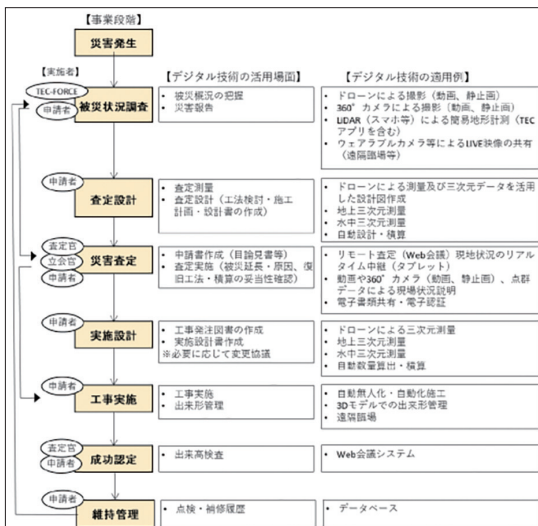 【事業段階】
災害発生
【実施者】
【デジタル技術の活用場面】
【デジタル技術の適用例】
TEC-FORCE
申請者
被災状況調査
• 被災概況の把握
• 災害報告
• ドローンによる撮影（動画、静止画）
• 360°カメラによる撮影（動画、静止画）
• LiDAR（スマホ等）による簡易地形計測（TEC
アプリを含む）
• ウェアラブルカメラ等によるLIVE映像の共有
（遠隔臨場等）
申請者
査定設計
• 査定測量
• 査定設計（工法検討・施工
計画・設計書の作成）
• ドローンによる測量及び三次元データを活用
した設計図作成
• 地上三次元測量
• 水中三次元測量
• 自動設計・積算
査定官
立会官
申請者
災害査定
• 申請書作成（目論見書等）
• 査定実施（被災延長・原因、復
旧工法・積算の妥当性確認）
• リモート査定（Web会議）現地状況のリアル
タイム中継（タブレット）
• 動画や360°カメラ（動画、静止画）、点群
データによる現場状況説明
• 電子書類共有・電子認証
申請者
実施設計
• 工事発注図書の作成
• 実施設計書作成
※必要に応じて変更協議
• ドローンによる三次元測量
• 地上三次元測量
• 水中三次元測量
• 自動数量算出・積算
申請者
工事実施
• 工事実施
• 出来形管理
• 自動無人化・自動化施工
• 3Dモデルでの出来形管理
• 遠隔臨場
査定官
申請者
成功認定
• 出来高検査
• Web会議システム
申請者
維持管理
• 点検・補修履歴
• データベース